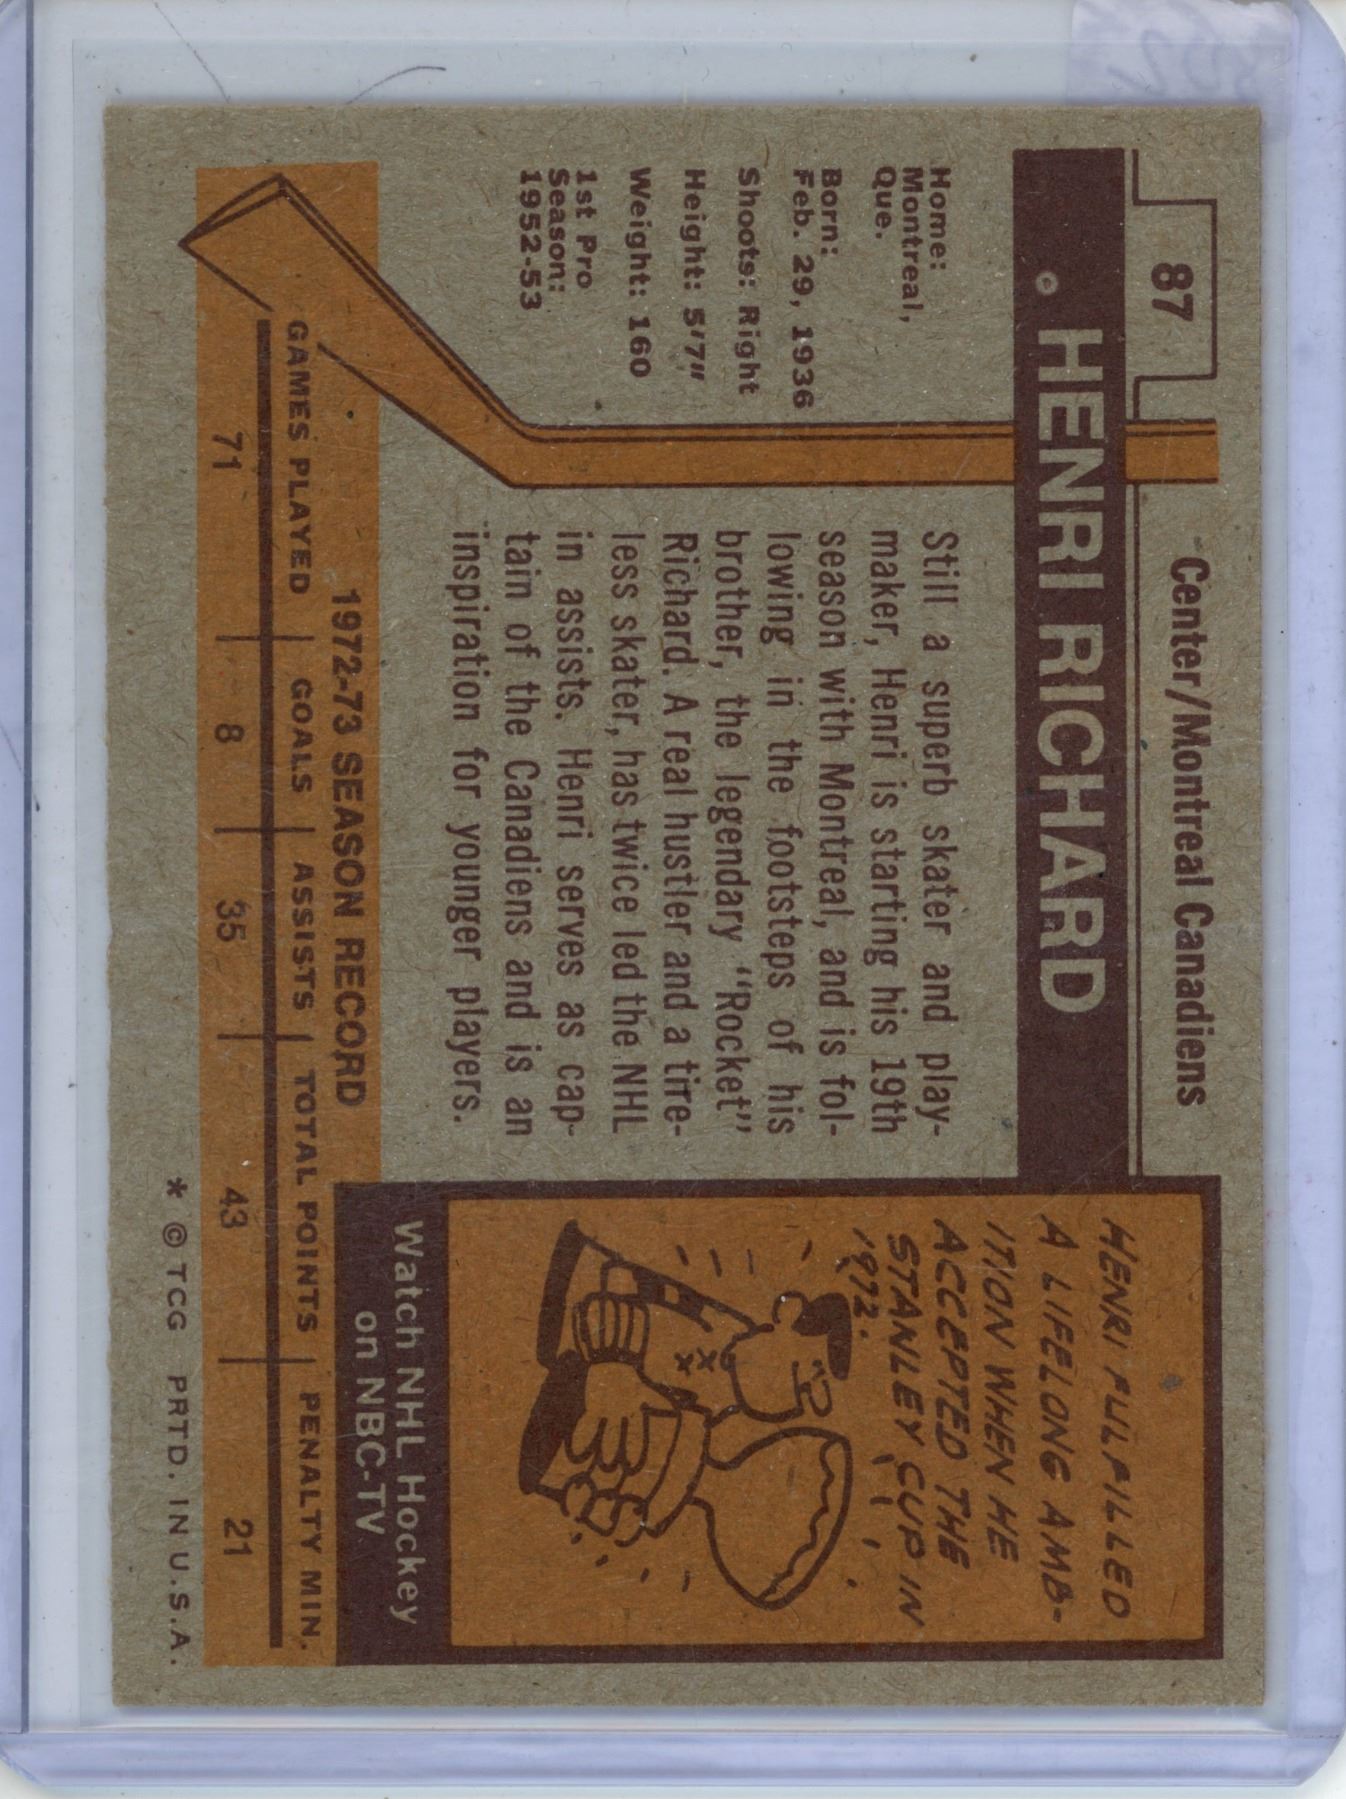 87
Center/Montreal Canadiens
HENRI RICHARD
Home:
Montreal,
Que.
Born:
Feb. 29, 1936
Shoots: Right
Height: 5'7"
Weight: 160
1st Pro
Season:
1952-53
Still a superb skater and play-
maker, Henri is starting his 19th
season with Montreal, and is fol-
lowing in the footsteps of his
brother, the legendary "Rocket"
Richard. A real hustler and a tire-
less skater, has twice led the NHL
in assists. Henri serves as cap-
tain of the Canadiens and is an
inspiration for younger players.
HENRI FULFILLED
A LIFELONG AMB-
ITION WHEN HE
ACCEPTED THE
STANLEY CUP IN
1972.
Watch NHL Hockey
on NBC-TV
1972-73 SEASON RECORD
GAMES PLAYED GOALS ASSISTS TOTAL POINTS PENALTY MIN.
71 8 35 43 21
* © TCG PRTD. IN U.S.A.